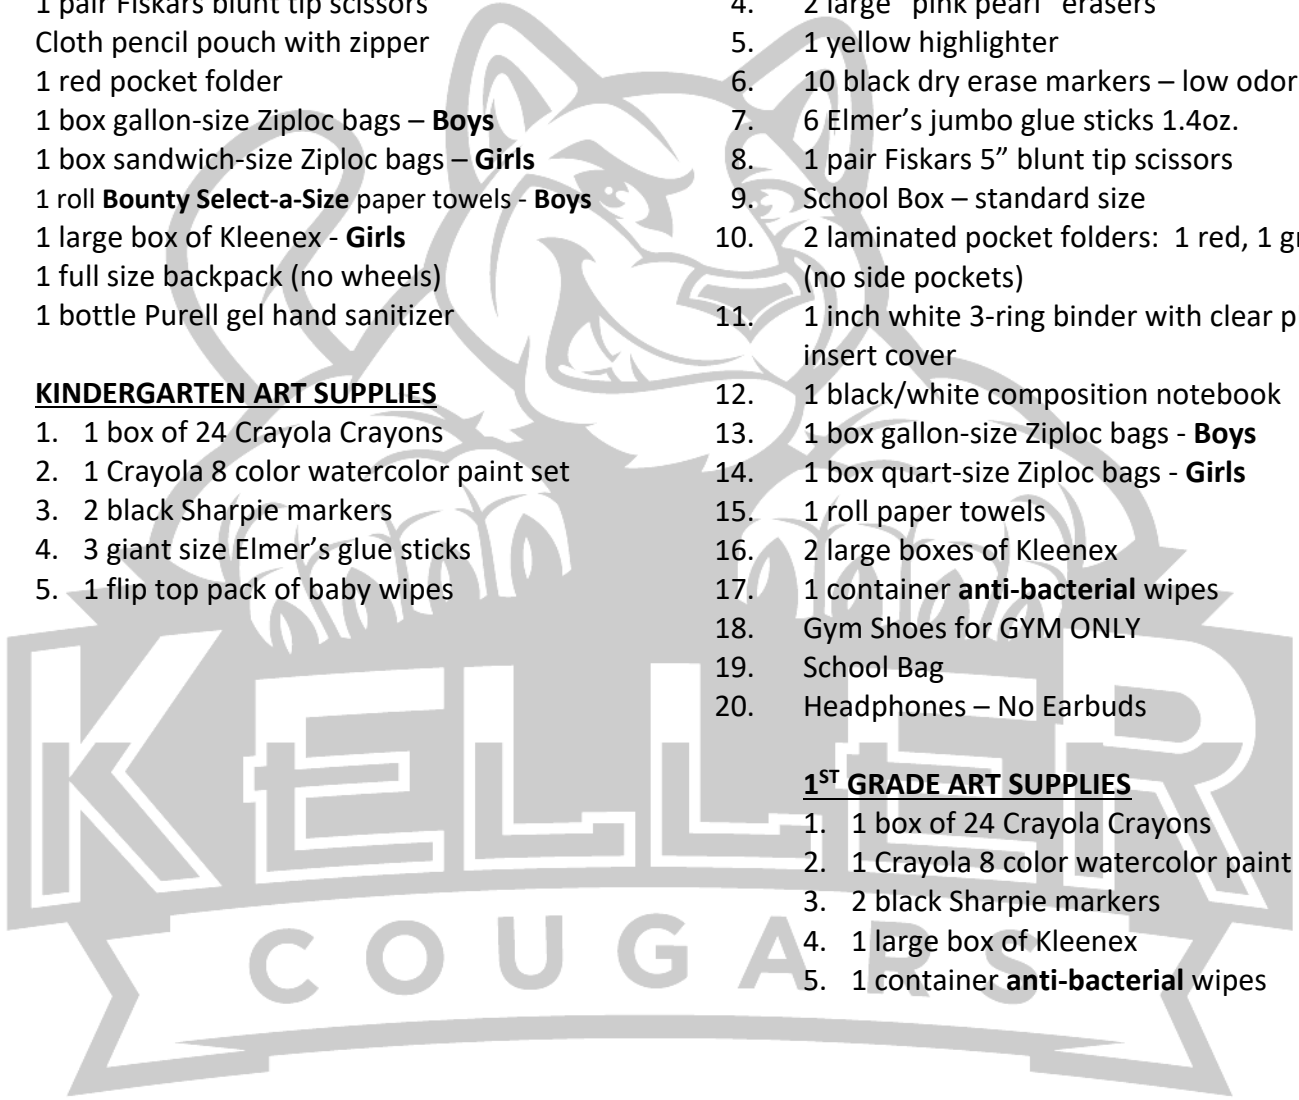 1 pair Fiskars blunt tip scissors
Cloth pencil pouch with zipper
1 red pocket folder
1 box gallon-size Ziploc bags – Boys
1 box sandwich-size Ziploc bags – Girls
1 roll Bounty Select-a-Size paper towels - Boys
1 large box of Kleenex - Girls
1 full size backpack (no wheels)
1 bottle Purell gel hand sanitizer
KINDERGARTEN ART SUPPLIES
1. 1 box of 24 Crayola Crayons
2. 1 Crayola 8 color watercolor paint set
3. 2 black Sharpie markers
4. 3 giant size Elmer’s glue sticks
5. 1 flip top pack of baby wipes
4. 2 large “pink pearl” erasers
5. 1 yellow highlighter
6. 10 black dry erase markers – low odor
7. 6 Elmer’s jumbo glue sticks 1.4oz.
8. 1 pair Fiskars 5” blunt tip scissors
9. School Box – standard size
10. 2 laminated pocket folders: 1 red, 1
(no side pockets)
11. 1 inch white 3-ring binder with clear
insert cover
12. 1 black/white composition notebook
13. 1 box gallon-size Ziploc bags - Boys
14. 1 box quart-size Ziploc bags - Girls
15. 1 roll paper towels
16. 2 large boxes of Kleenex
17. 1 container anti-bacterial wipes
18. Gym Shoes for GYM ONLY
19. School Bag
20. Headphones – No Earbuds
1ST GRADE ART SUPPLIES
1. 1 box of 24 Crayola Crayons
2. 1 Crayola 8 color watercolor paint
3. 2 black Sharpie markers
4. 1 large box of Kleenex
5. 1 container anti-bacterial wipes
KELLER
COUGARS